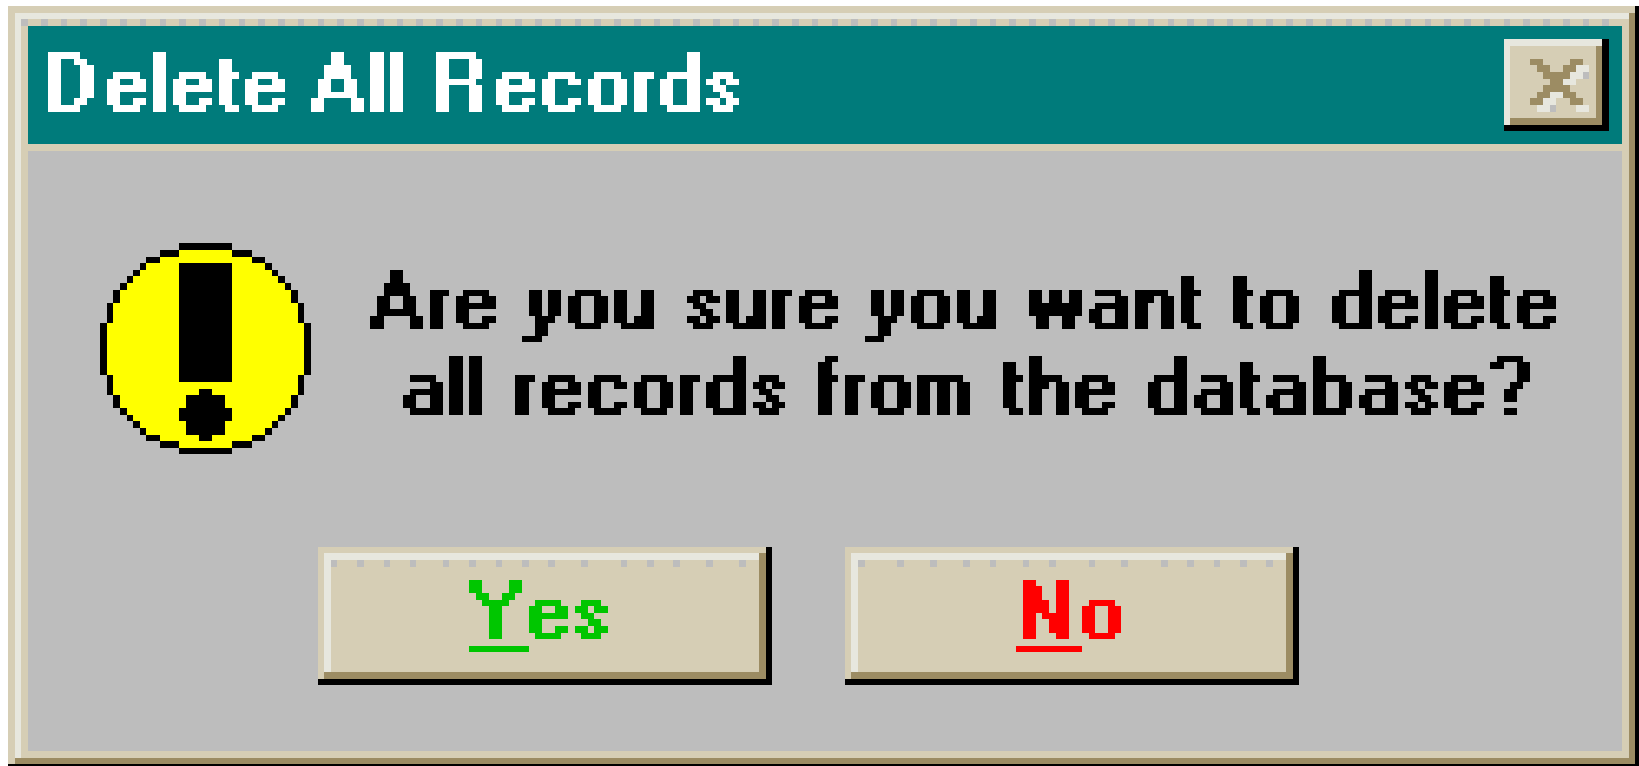 Delete All Records
Are you sure you want to delete
all records from the database?
Yes
No